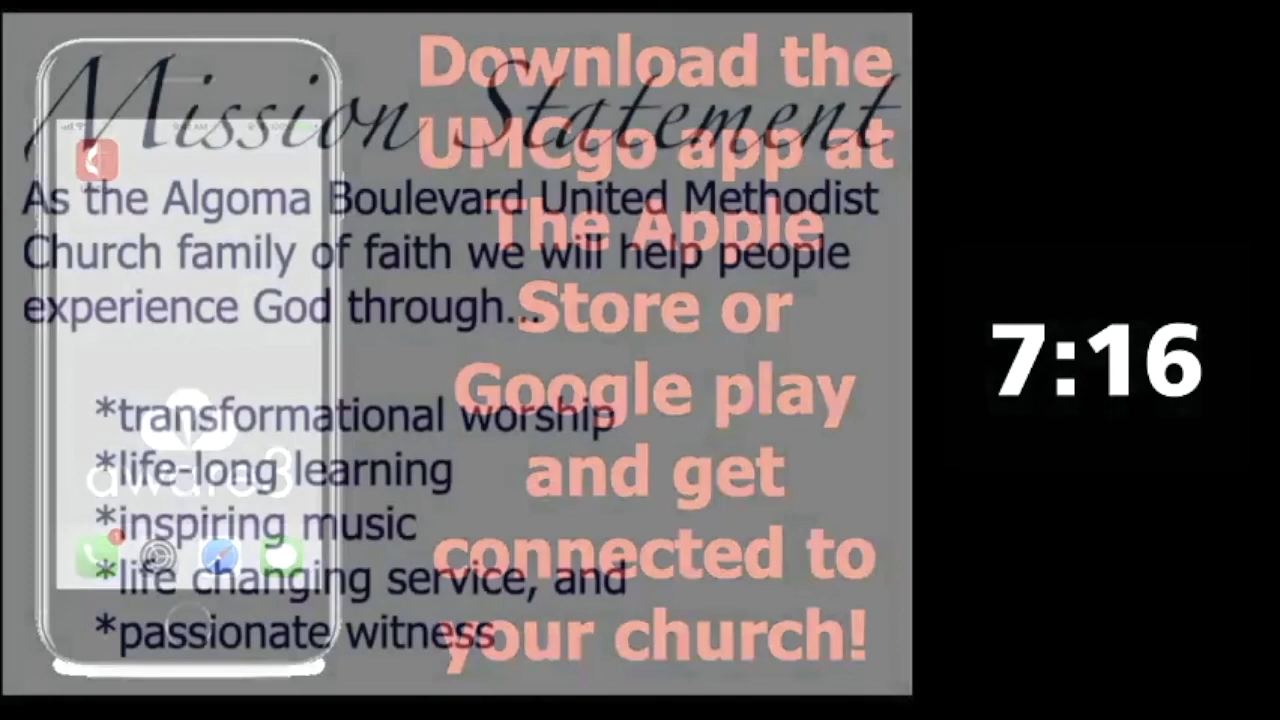 Mission Statement
As the Algoma Boulevard United Methodist
Church family of faith we will help people
experience God through...
*transformational worship
*life-long learning
*inspiring music
*life changing service, and
*passionate witness
Download the
UMCgo app at
The Apple
Store or
Google play
and get
connected to
your church!
aware3
1
7:16